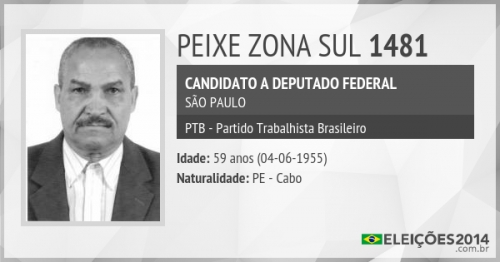 PEIXE ZONA SUL 1481
CANDIDATO A DEPUTADO FEDERAL
SÃO PAULO
PTB - Partido Trabalhista Brasileiro
Idade: 59 anos (04-06-1955)
Naturalidade: PE - Cabo
ELEIÇÕES2014
.com.br